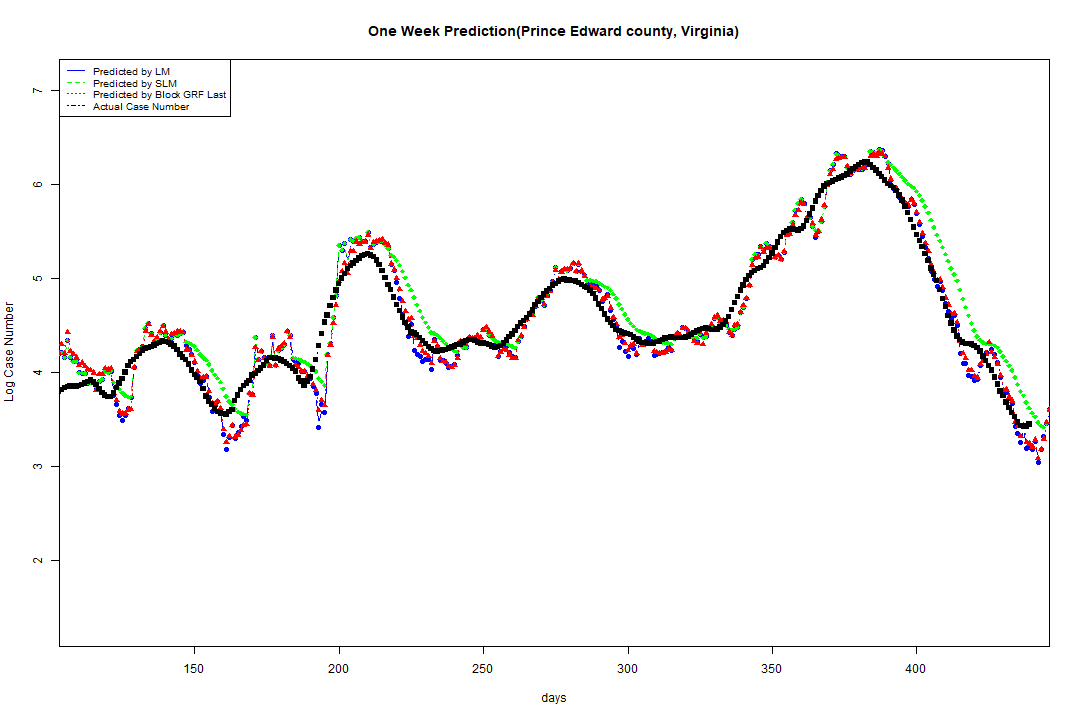 One Week Prediction(Prince Edward county, Virginia)
Predicted by LM
Predicted by SLM
Predicted by Block GRF Last
Actual Case Number
Log Case Number
7
6
5
4
3
2
150 200 250 300 350 400
days